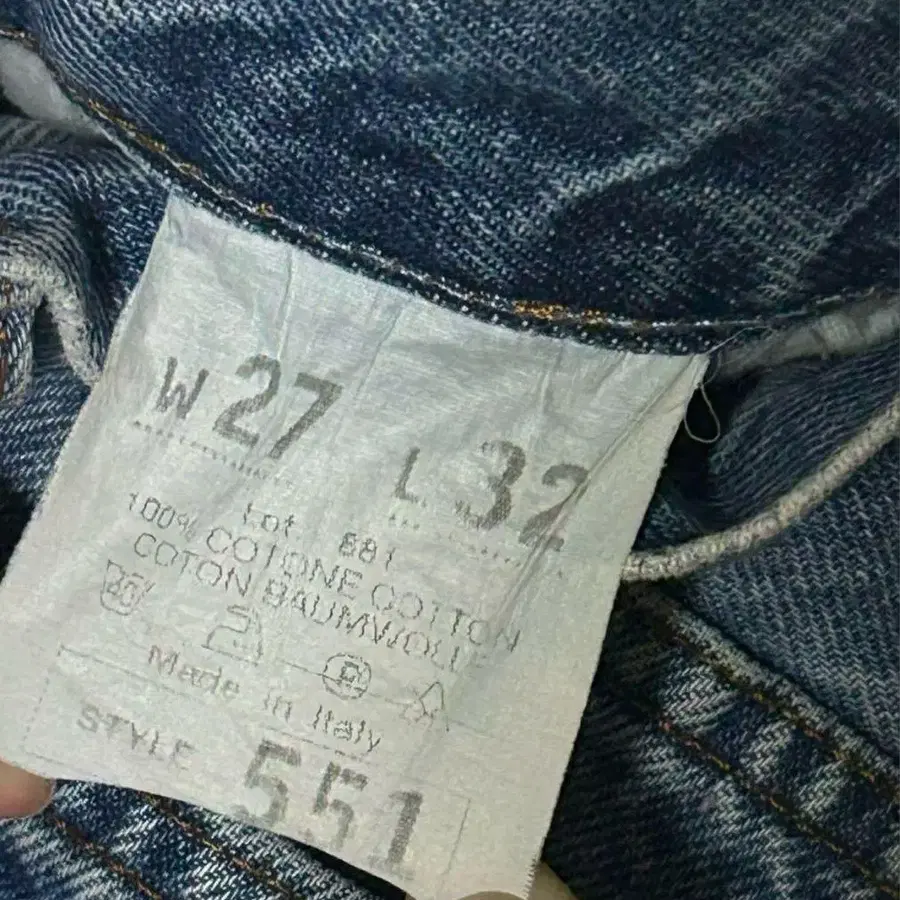 W 27 L 32
Lot. 881
100% COTONE COTTON
COTON BAUMWOLLE
Made in Italy
STYLE 551